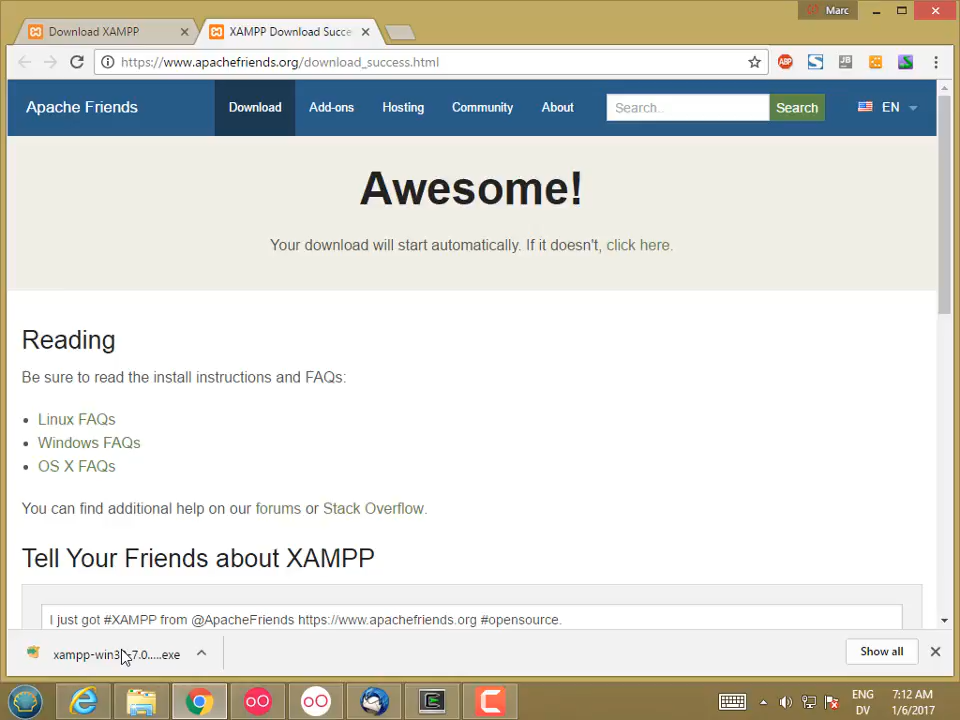 Marc
Download XAMPP
XAMPP Download Succe
https://www.apachefriends.org/download_success.html
ABP
JB
Apache Friends
Download
Add-ons
Hosting
Community
About
Search...
Search
EN
Awesome!
Your download will start automatically. If it doesn't, click here.
Reading
Be sure to read the install instructions and FAQs:
Linux FAQs
Windows FAQs
OS X FAQs
You can find additional help on our forums or Stack Overflow.
Tell Your Friends about XAMPP
I just got #XAMPP from @ApacheFriends https://www.apachefriends.org #opensource.
Show all
ENG
7:12 AM
DV
1/6/2017